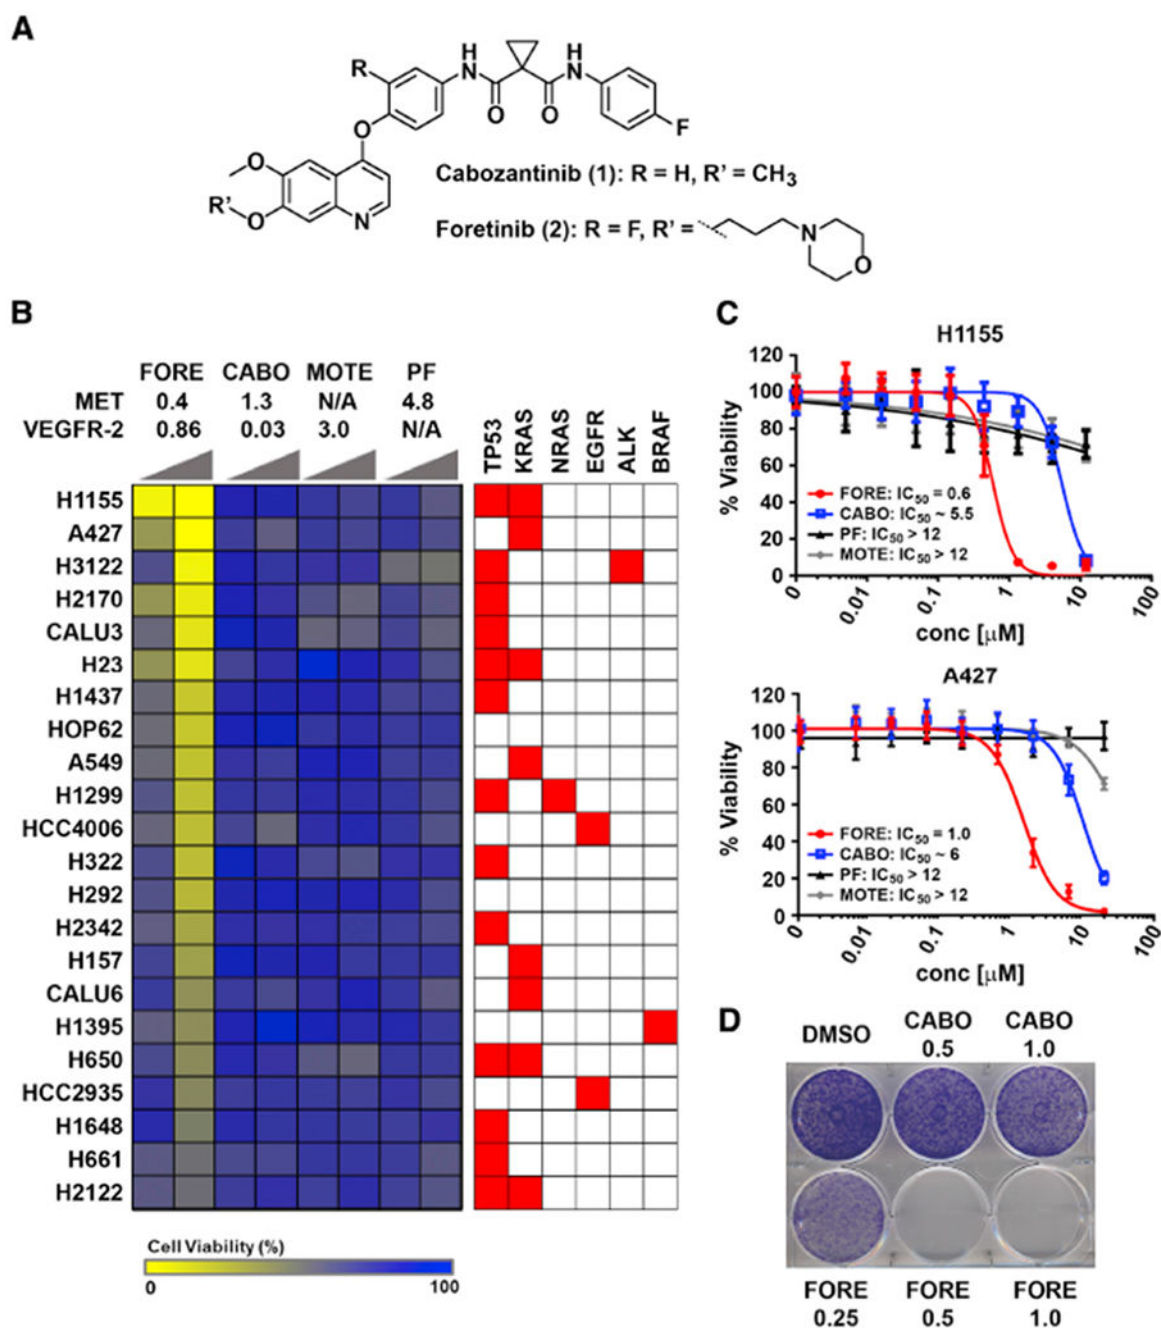 A
H
N
H
N
R
O
O
F
O
O
R'
O
N
Cabozantinib (1): R = H, R' = CH₃
Foretinib (2): R = F, R' =
N
O
B
FORE CABO MOTE PF
MET 0.4 1.3 N/A 4.8
VEGFR-2 0.86 0.03 3.0 N/A
TP53
KRAS
NRAS
EGFR
ALK
BRAF
H1155
A427
H3122
H2170
CALU3
H23
H1437
HOP62
A549
H1299
HCC4006
H322
H292
H2342
H157
CALU6
H1395
H650
HCC2935
H1648
H661
H2122
Cell Viability (%)
0 100
C
H1155
% Viability
120
100
80
60
40
20
0
FORE: IC₅₀ = 0.6
CABO: IC₅₀ ~ 5.5
PF: IC₅₀ > 12
MOTE: IC₅₀ > 12
0 0.01 0.1 1 10 100
conc [µM]
A427
% Viability
120
100
80
60
40
20
0
FORE: IC₅₀ = 1.0
CABO: IC₅₀ ~ 6
PF: IC₅₀ > 12
MOTE: IC₅₀ > 12
0 0.01 0.1 1 10 100
conc [µM]
D
DMSO CABO CABO
0.5 1.0
FORE FORE FORE
0.25 0.5 1.0